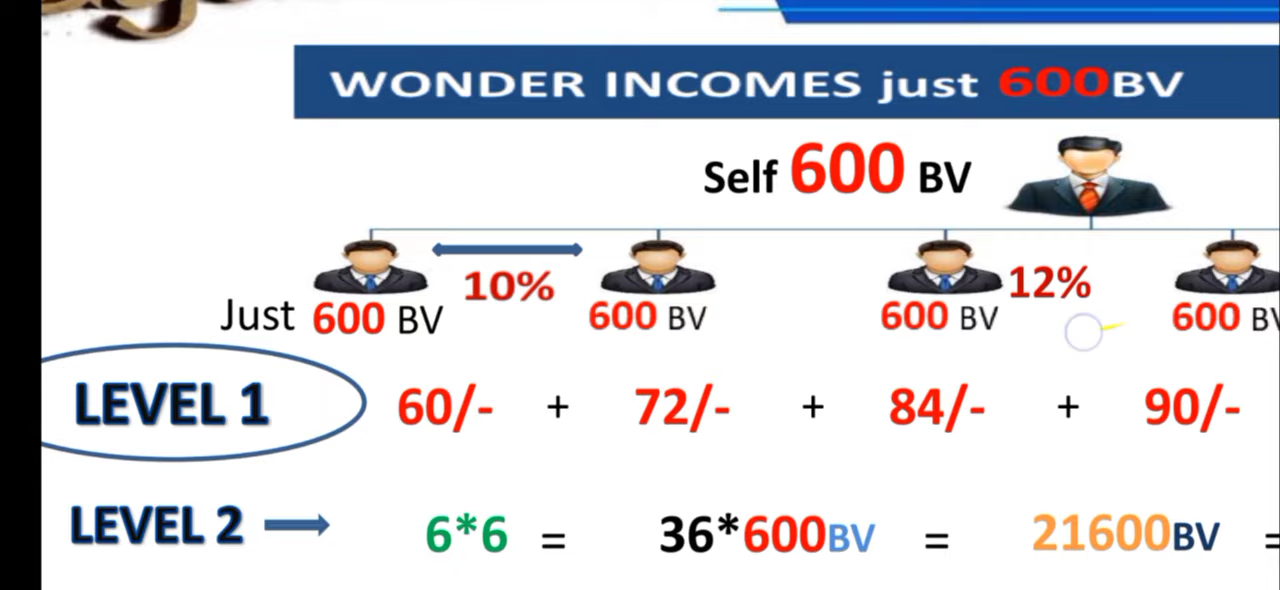 WONDER INCOMES just 600BV
Self 600 BV
10%
12%
Just 600 BV 600 BV 600 BV 600 BV
LEVEL 1 60/- + 72/- + 84/- + 90/-
LEVEL 2 6*6 = 36*600BV = 21600BV =